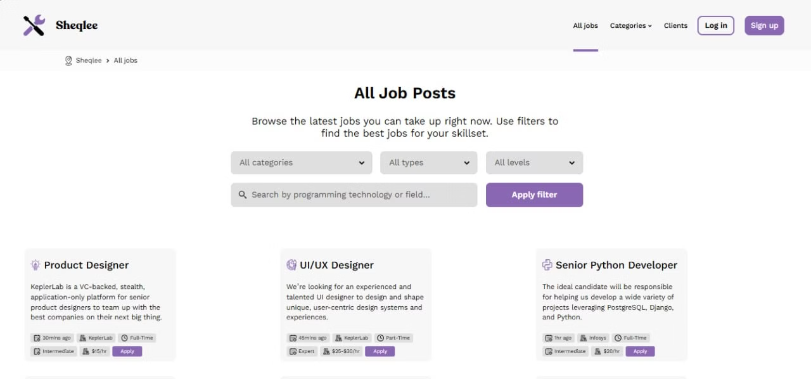 Sheqlee
All jobs
Categories
Clients
Log in
Sign up
Sheqlee > All jobs
All Job Posts
Browse the latest jobs you can take up right now. Use filters to
find the best jobs for your skillset.
All categories
All types
All levels
Search by programming technology or field...
Apply filter
Product Designer
KeplerLab is a VC-backed, stealth,
application-only platform for senior
product designers to team up with the
best companies on their next big thing.
30mins ago
KeplerLab
Full-Time
Intermediate
$15/hr
Apply
UI/UX Designer
We're looking for an experienced and
talented UI designer to design and shape
unique, user-centric design systems and
experiences.
45mins ago
KeplerLab
Part-Time
Expert
$25-$30/hr
Apply
Senior Python Developer
The ideal candidate will be responsible
for helping us develop a wide variety of
projects leveraging PostgreSQL, Django,
and Python.
1hr ago
Infosys
Full-Time
Intermediate
$20/hr
Apply